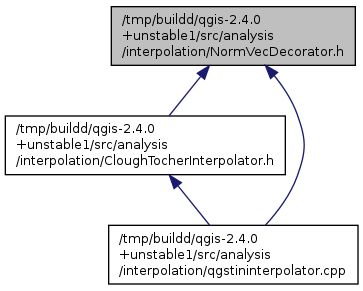 /tmp/buildd/qgis-2.4.0
+unstable1/src/analysis
/interpolation/NormVecDecorator.h
/tmp/buildd/qgis-2.4.0
+unstable1/src/analysis
/interpolation/CloughTocherInterpolator.h
/tmp/buildd/qgis-2.4.0
+unstable1/src/analysis
/interpolation/qgstininterpolator.cpp